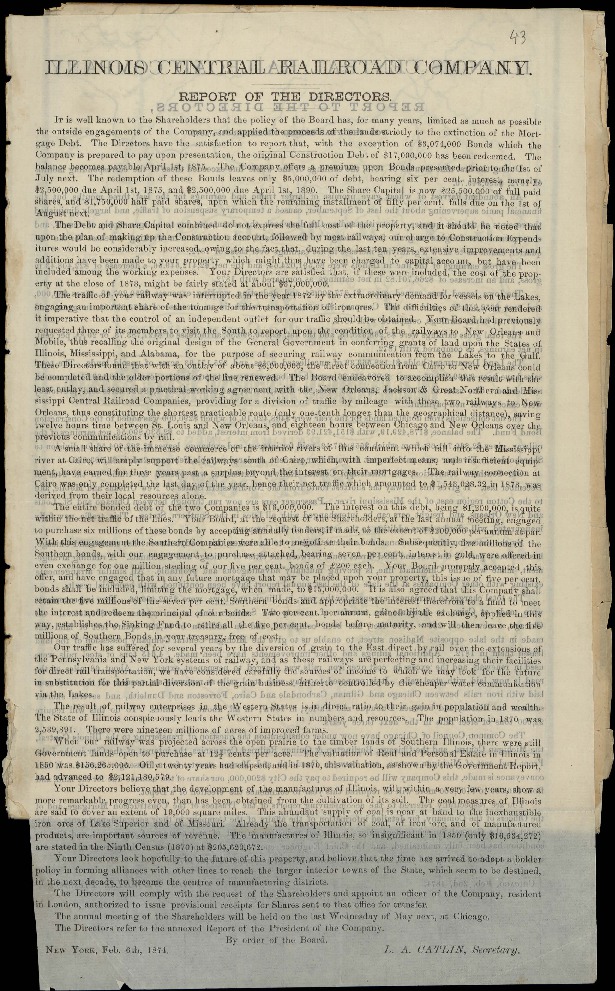 43
ILLINOIS CENTRAL RAILROAD COMPANY.
REPORT OF THE DIRECTORS.
It is well known to the Shareholders that the policy of the Board has, for many years, limited as much as possible
the outside engagements of the Company, and applied the proceeds of the lands strictly to the extinction of the Mort-
gage Debt. The Directors have the satisfaction to report that, with the exception of $3,074,000 Bonds which the
Company is prepared to pay upon presentation, the original Construction Debt of $17,000,000 has been redeemed. The
balance becomes payable April 1st, 1875. The Company offers a premium upon Bonds presented prior to the 1st of
July next. The redemption of these Bonds leaves only $5,000,000 of debt, bearing six per cent. interest, namely,
$2,500,000 due April 1st, 1875, and $2,500,000 due April 1st, 1890. The Share Capital is now $25,500,000 of full paid
shares, and $1,750,000 half paid shares, upon which the remaining installment of fifty per cent. falls due on the 1st of
August next.
The Debt and Share Capital combined do not express the full cost of the property, and it should be noted that
upon the plan of making up the Construction account, followed by most railways, our charge to Construction Expend-
itures would be considerably increased, owing to the fact that, during the last ten years, extensive improvements and
additions have been made to your property which might thus have been charged to capital account, but have been
included among the working expenses. Your Directors are satisfied that, if these were included, the cost of the prop-
erty at the close of 1873, might be fairly stated at about
The traffic of your railway was interrupted in the year 1872 by the extraordinary demand for vessels on the Lakes,
engaging an important share of the tonnage for the transportation of iron ores. The difficulties of that year rendered
it imperative that the control of an independent outlet for our traffic should be obtained. Your Board had previously
requested three of its members to visit the South to report upon the condition of the railways to New Orleans and
Mobile, thus recalling the original design of the General Government in conferring grants of land upon the States of
Illinois, Mississippi, and Alabama, for the purpose of securing railway communication from the Lakes to the Gulf.
These Directors found that with an outlay of about $6,000,000, the direct connection from Cairo to New Orleans could
be completed and the older portions of the line renewed. The Board endeavored to accomplish this result with the
least outlay, and secured a practical working agreement with the New Orleans, Jackson & Great Northern and Mis-
sissippi Central Railroad Companies, providing for a division of traffic by mileage with these two railways to New
Orleans, thus constituting the shortest practicable route (only one-tenth longer than the geographical distance), saving
twelve hours time between St. Louis and New Orleans, and eighteen hours between Chicago and New Orleans over the
previous communications by rail.
A small share of the immense commerce of the interior rivers of this continent which fall into the Mississippi
river at Cairo, will amply support the railways south of Cairo, which, with imperfect means, and insufficient equip-
ment, have earned for three years past a surplus beyond the interest on their mortgages. The railway connection at
Cairo was only completed the last day of the year, hence their net traffic which amounted to $1,548,028.32 in 1873, was
derived from their local resources alone.
The entire bonded debt of the two Companies is $16,000,000. The interest on this debt, being $1,200,000, is quite
within the net traffic of the lines. Your Board, at the request of the Shareholders, at the last annual meeting, engaged
to purchase six millions of these bonds by accepting annually the drafts, if made, to the extent of $200,000 per annum
With this engagement the Southern Companies were able to negotiate their bonds. Subsequently, five millions of the
Southern bonds, with our engagement to purchase attached, bearing seven per cent. interest in gold, were offered in
even exchange for one million sterling of our five per cent. bonds of £200 each. Your Board promptly accepted this
offer, and have engaged that in any future mortgage that may be placed upon your property, this issue of five per cent.
bonds shall be included, limiting the mortgage, when made, to $15,000,000. It is also agreed that this Company shall
retain the five millions of the seven per cent. Southern bonds and appropriate the interest thereon to a fund to meet
the interest and redeem the principal of our bonds. Two per cent. per annum, gained by the exchange, applied in this
way, establishes the Sinking Fund to retire all the five per cent. bonds before maturity, and will then leave the five
millions of Southern Bonds in your treasury, free of cost.
Our traffic has suffered for several years by the diversion of grain to the East direct by rail over the extensions of
the Pennsylvania and New York systems of railway, and as these railways are perfecting and increasing their facilities
for direct rail transportation, we have considered carefully the sources of income to which we may look for the future
in substitution for this partial diversion of the grain business, hitherto controlled by the cheaper water communication
via the Lakes.
The result of railway enterprises in the Western States is in direct ratio to their gain in population and wealth.
The State of Illinois conspicuously leads the Western States in numbers and resources. The population in 1870, was
2,539,891. There were nineteen millions of acres of improved farms.
When our railway was projected across the open prairie to the timber lands of Southern Illinois, there were still
Government lands open to purchase at 12½ cents per acre. The valuation of Real and Personal Estate in Illinois in
1850 was $156,265,006. Only twenty years had elapsed, and in 1870, this valuation, as shown by the Government Report,
had advanced to $2,121,180,579.
Your Directors believe that the development of the manufactures of Illinois, will, within a very few years, show a
more remarkable progress even, than has been obtained from the cultivation of its soil. The coal measures of Illinois
are said to cover an extent of 19,000 square miles. This abundant supply of coal is near at hand to the inexhaustible
iron ores of Lake Superior and of Missouri. Already the transportation of coal, of iron ore, and of manufactured
products, are important sources of revenue. The manufactures of Illinois, so insignificant in 1850 (only $16,534,272)
are stated in the Ninth Census (1870) at $205,620,672.
Your Directors look hopefully to the future of this property, and believe that the time has arrived to adopt a bolder
policy in forming alliances with other lines to reach the larger interior towns of the State, which seem to be destined,
in the next decade, to become the centres of manufacturing districts.
The Directors will comply with the request of the Shareholders and appoint an officer of the Company, resident
in London, authorized to issue provisional receipts for Shares sent to that office for transfer.
The annual meeting of the Shareholders will be held on the last Wednesday of May next, at Chicago.
The Directors refer to the annexed Report of the President of the Company.
By order of the Board.
NEW YORK, Feb. 6th, 1874. L. A. CATLIN, Secretary.